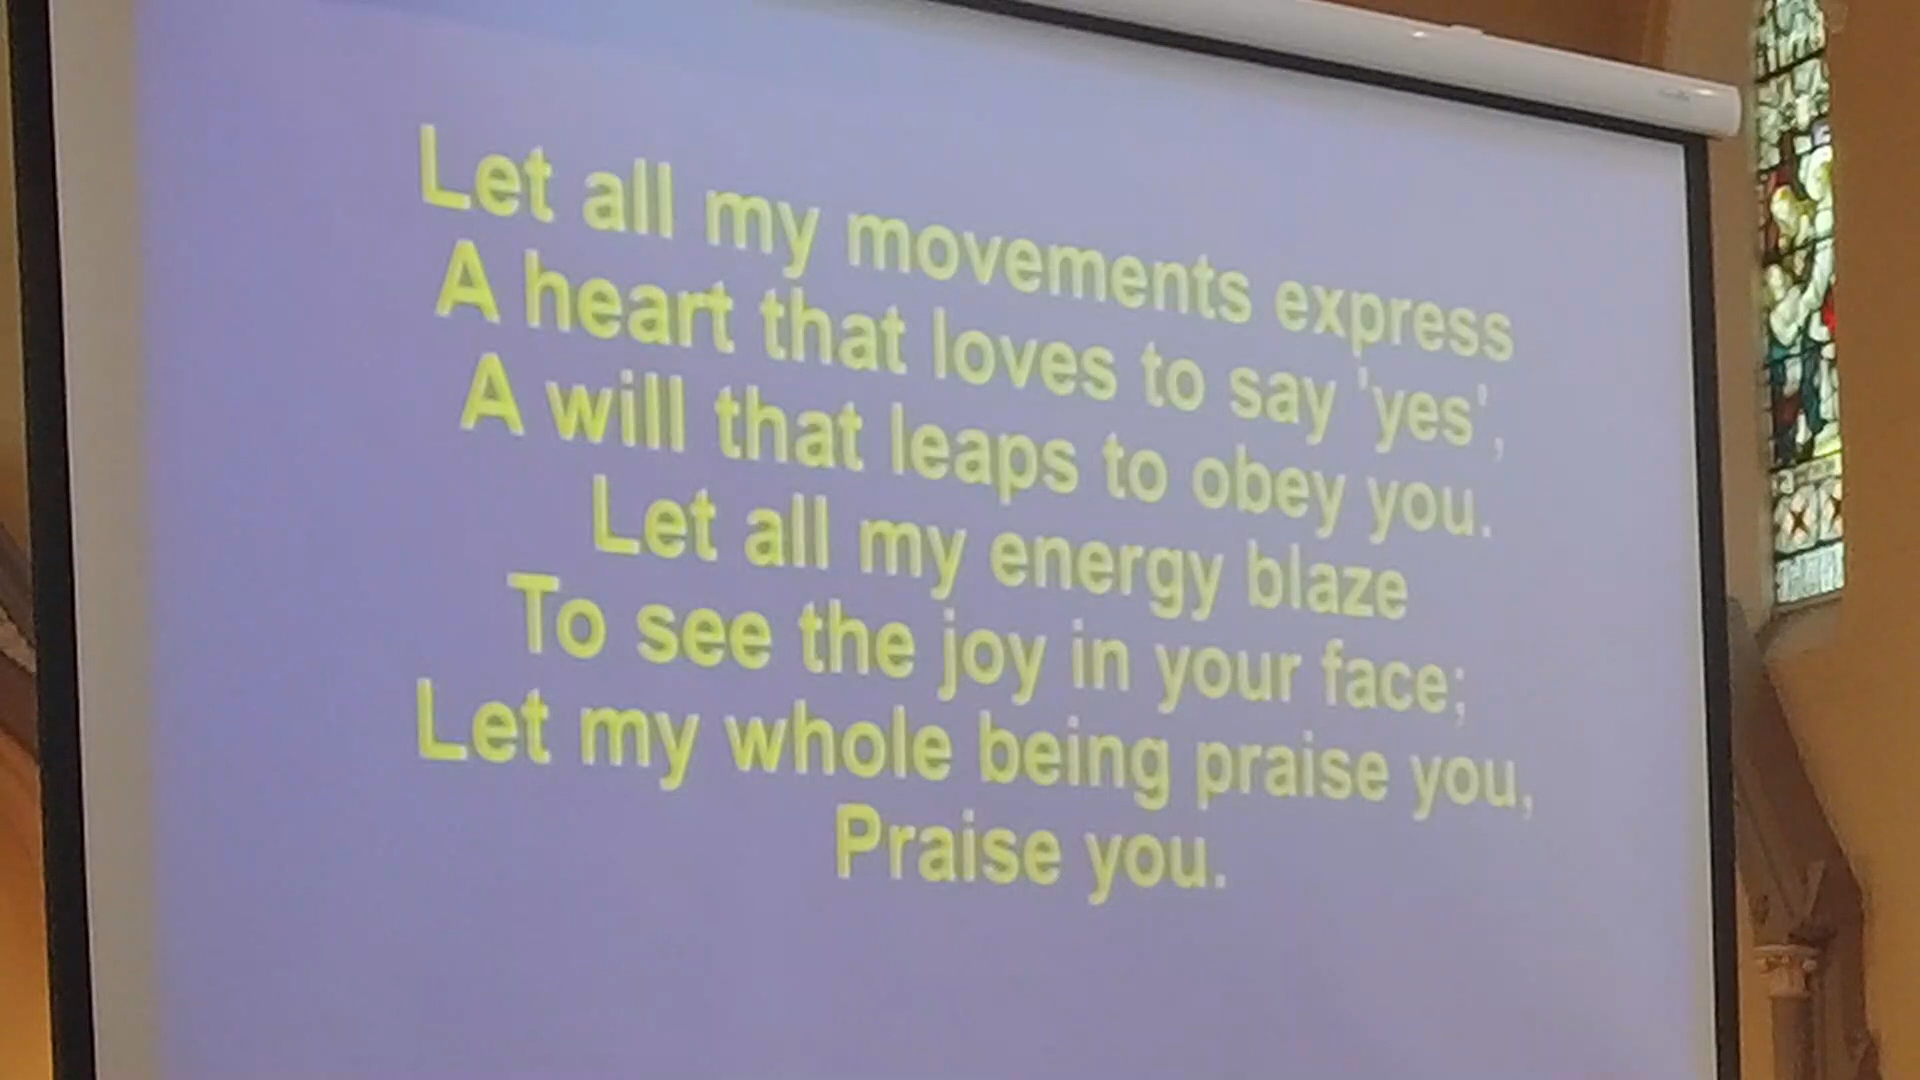 Let all my movements express
A heart that loves to say 'yes',
A will that leaps to obey you.
Let all my energy blaze
To see the joy in your face;
Let my whole being praise you,
Praise you.